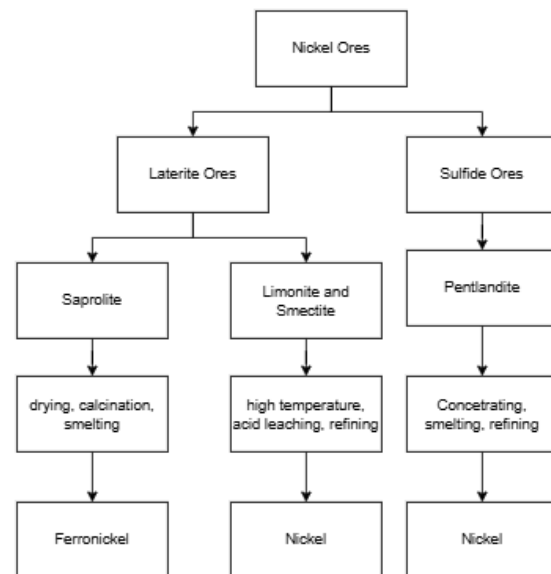 Nickel Ores
Laterite Ores
Sulfide Ores
Saprolite
Limonite and
Smectite
Pentlandite
drying, calcination,
smelting
high temperature,
acid leaching, refining
Concetrating,
smelting, refining
Ferronickel
Nickel
Nickel